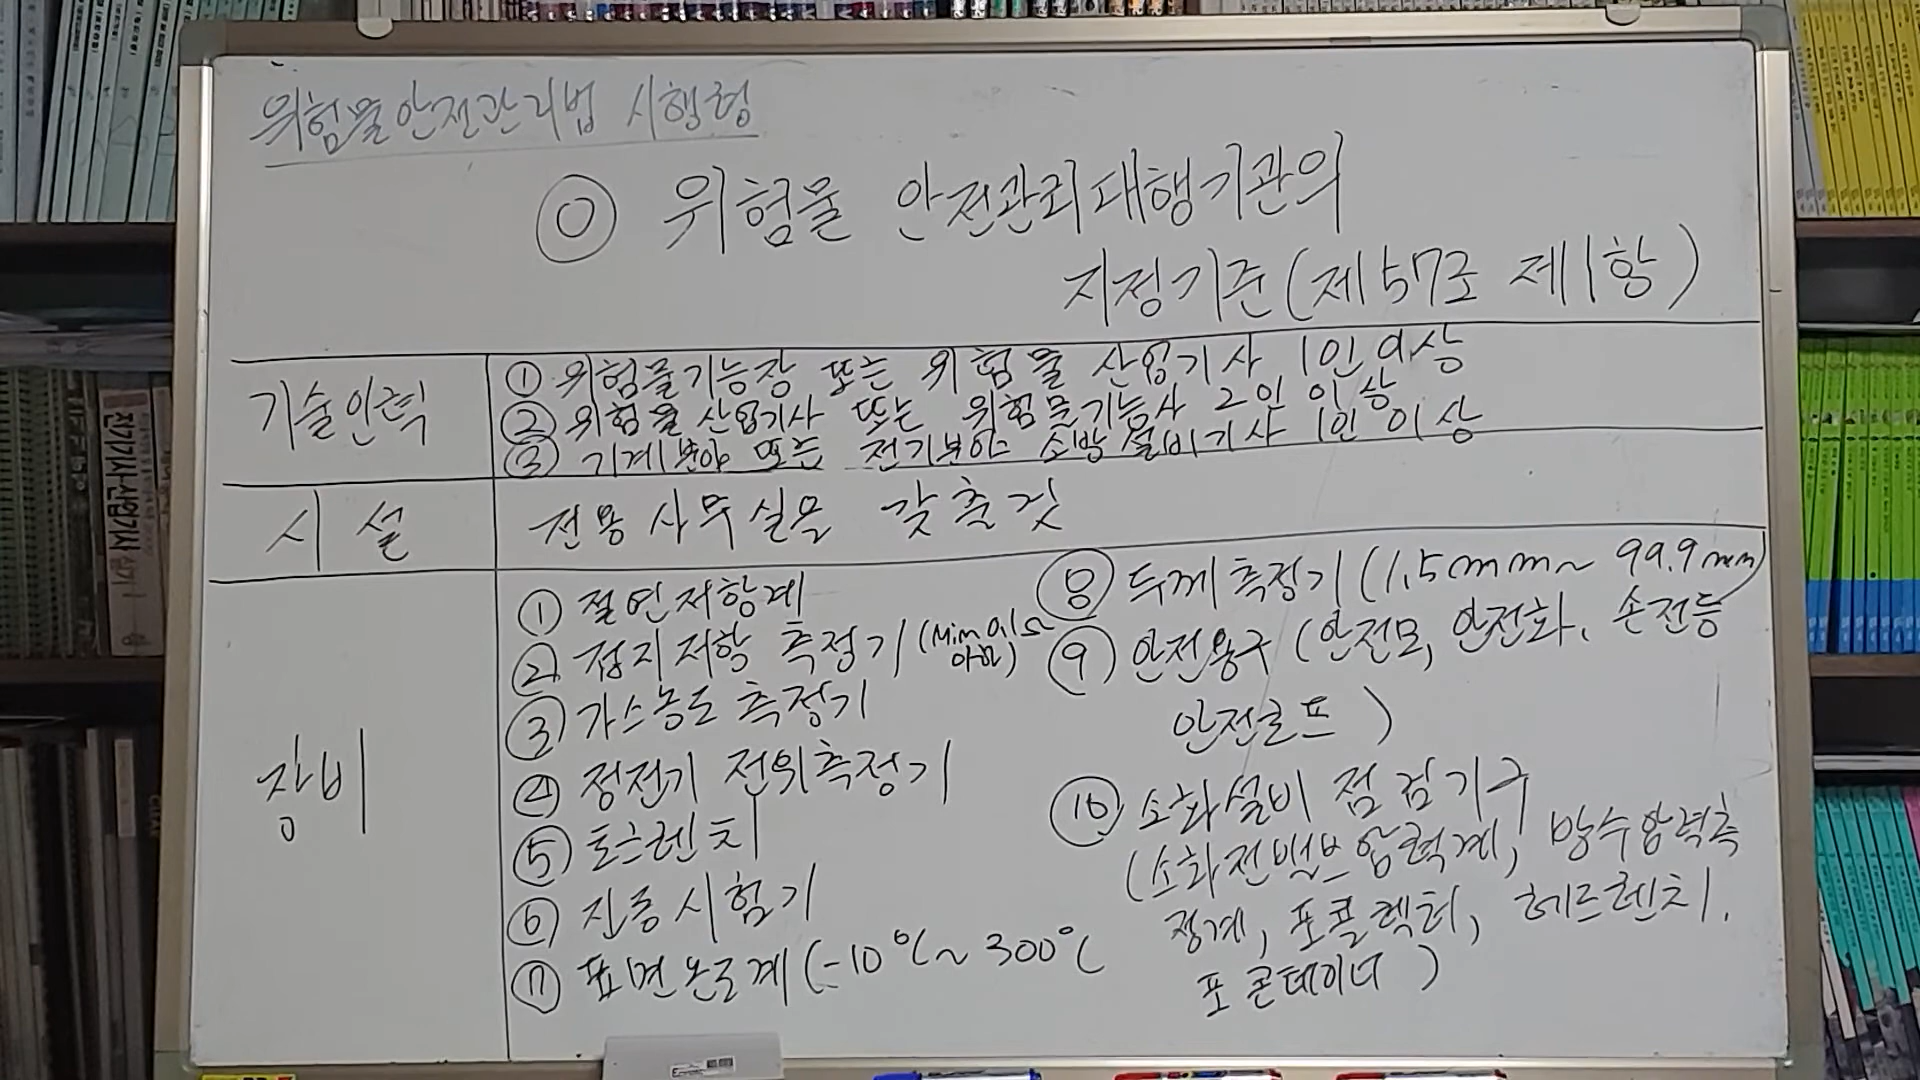 위험물안전관리법 시행령
◎ 위험물 안전관리대행기관의
지정기준(제57조 제1항)
기술인력
① 위험물기능장 또는 위험물 산업기사 1인 이상
② 위험물 산업기사 또는 위험물기능사 2인 이상
③ 기계분야 또는 전기분야 소방설비기사 1인 이상
시설
전용사무실을 갖출것
장비
① 절연저항계
② 접지저항 측정기(Min 0.1Ω
이하)
③ 가스농도 측정기
④ 정전기 전위측정기
⑤ 토크렌치
⑥ 진동시험기
⑦ 표면온도계(-10℃~300℃
⑧ 두께측정기(1.5mm~99.9mm)
⑨ 안전용구(안전모, 안전화, 손전등
안전로프)
⑩ 소화설비 점검기구
(소화전밸브압력계, 방수압력측
정계, 포콜렉터, 헤드렌치,
포콘테이너)
전기기사·산업기사 실기